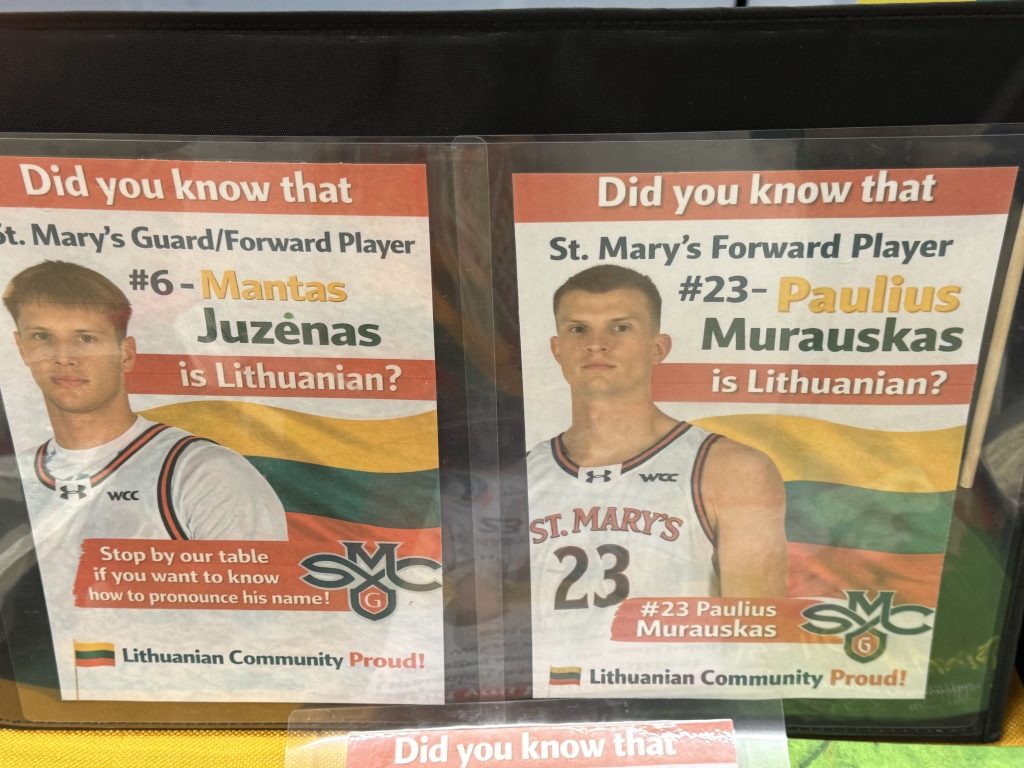 Did you know that
St. Mary's Guard/Forward Player
#6 - Mantas
Juzėnas
is Lithuanian?
WCC
Stop by our table
if you want to know
how to pronounce his name!
SMC
G
Lithuanian Community Proud!
Did you know that
St. Mary's Forward Player
#23- Paulius
Murauskas
is Lithuanian?
WCC
ST. MARY'S
23
#23 Paulius
Murauskas
SMC
G
Lithuanian Community Proud!
Did you know that